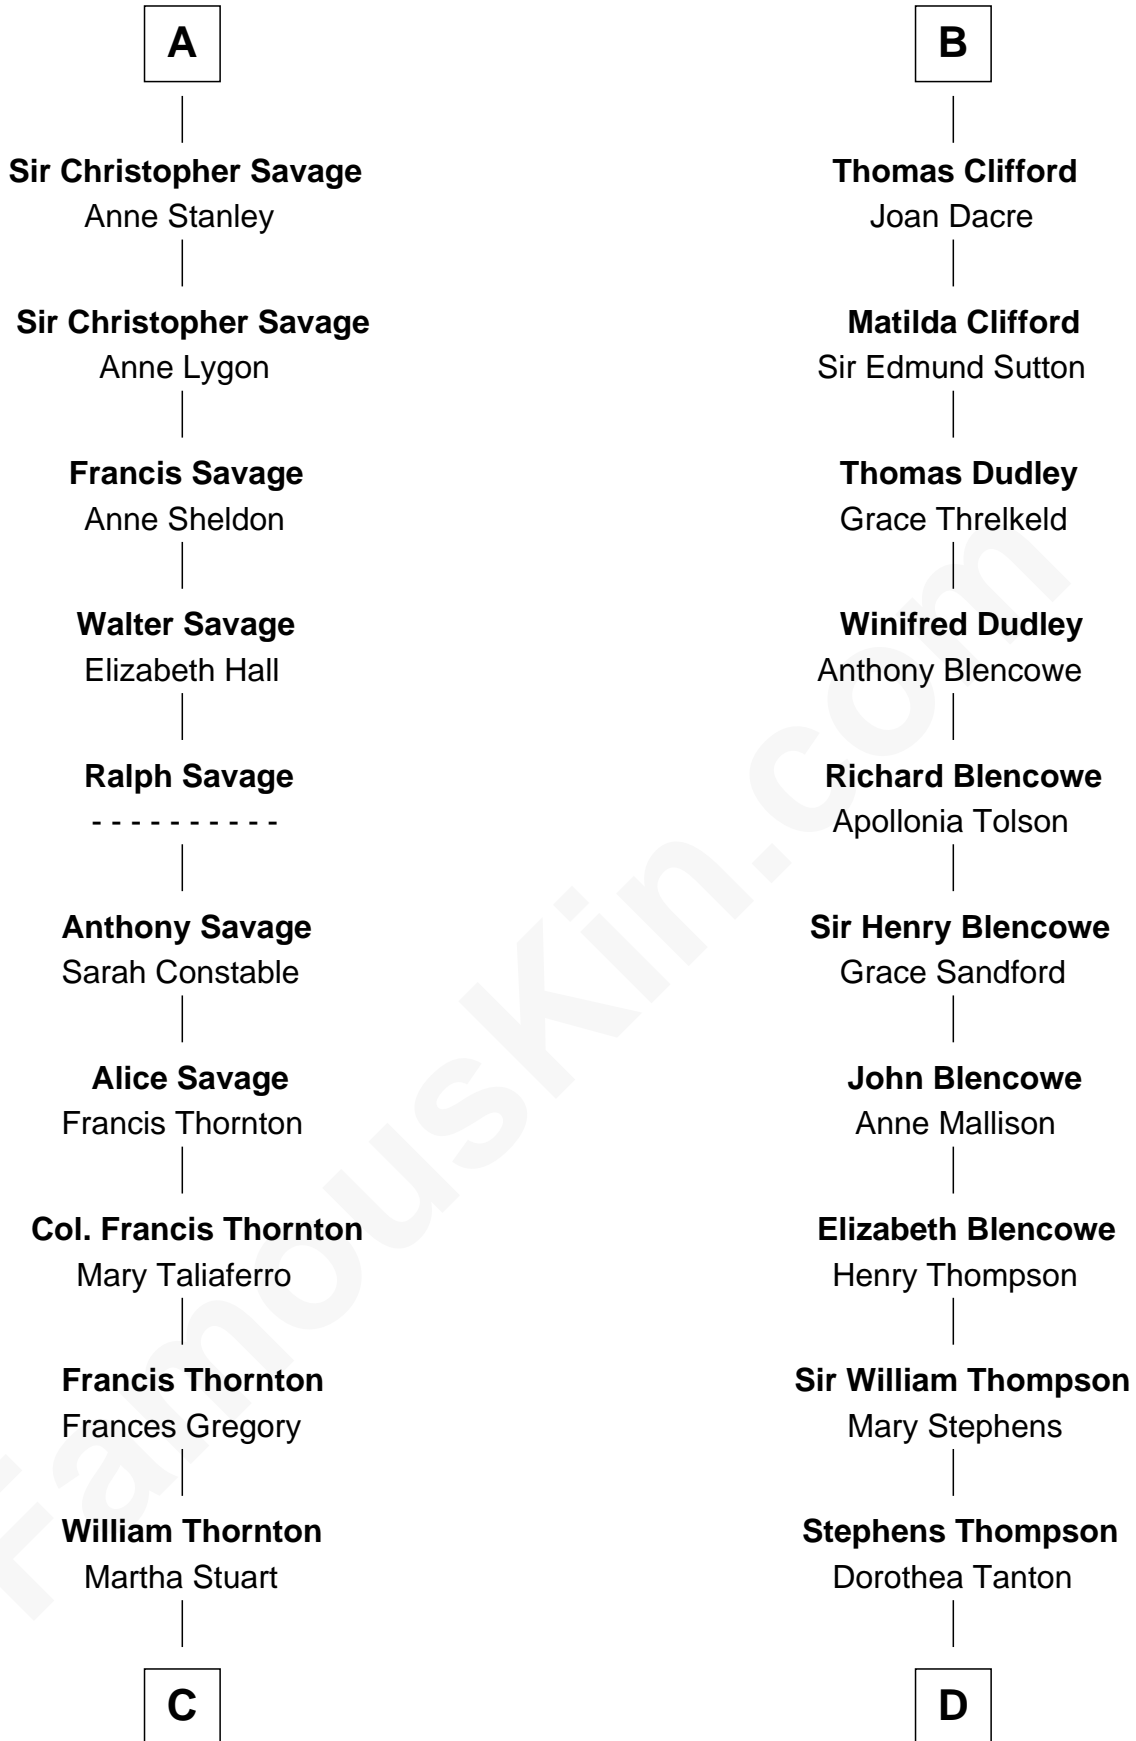 A
Sir Christopher Savage
Anne Stanley
Sir Christopher Savage
Anne Lygon
Francis Savage
Anne Sheldon
Walter Savage
Elizabeth Hall
Ralph Savage
- - - - - - - - - -
Anthony Savage
Sarah Constable
Alice Savage
Francis Thornton
Col. Francis Thornton
Mary Taliaferro
Francis Thornton
Frances Gregory
William Thornton
Martha Stuart
C
B
Thomas Clifford
Joan Dacre
Matilda Clifford
Sir Edmund Sutton
Thomas Dudley
Grace Threlkeld
Winifred Dudley
Anthony Blencowe
Richard Blencowe
Apollonia Tolson
Sir Henry Blencowe
Grace Sandford
John Blencowe
Anne Mallison
Elizabeth Blencowe
Henry Thompson
Sir William Thompson
Mary Stephens
Stephens Thompson
Dorothea Tanton
D
FamousKin.com